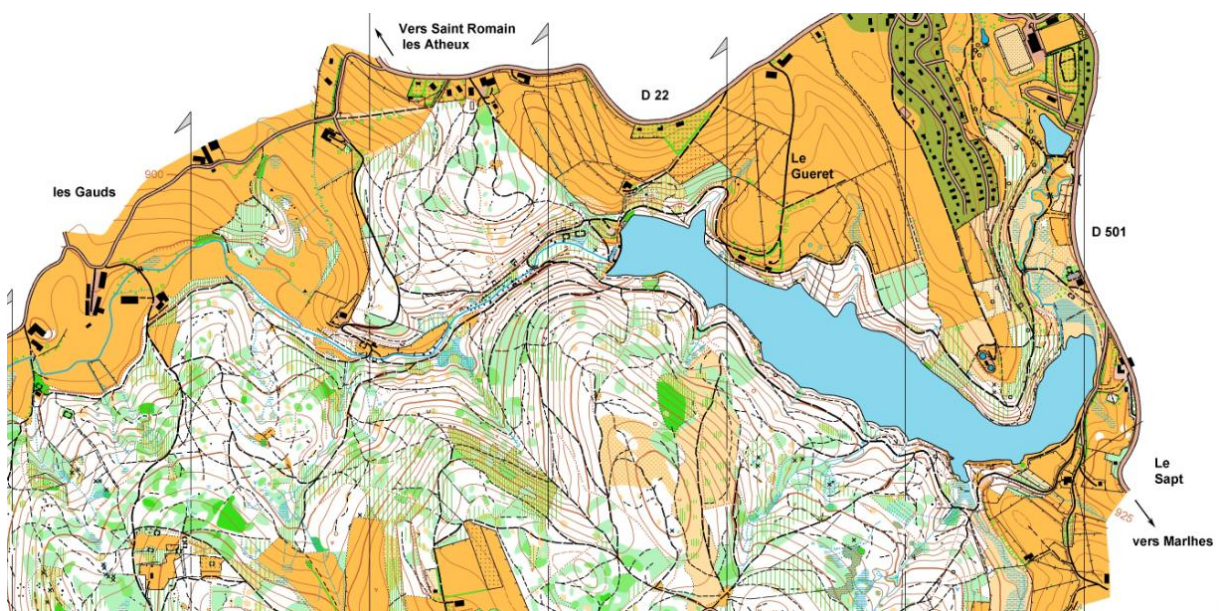 Vers Saint Romain
les Atheux
D 22
Le
Gueret
900
les Gauds
D 501
Le
Sapt
925
vers Marlhes